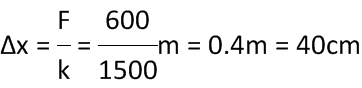 Δx = F/k = 600/1500 m = 0.4m = 40cm